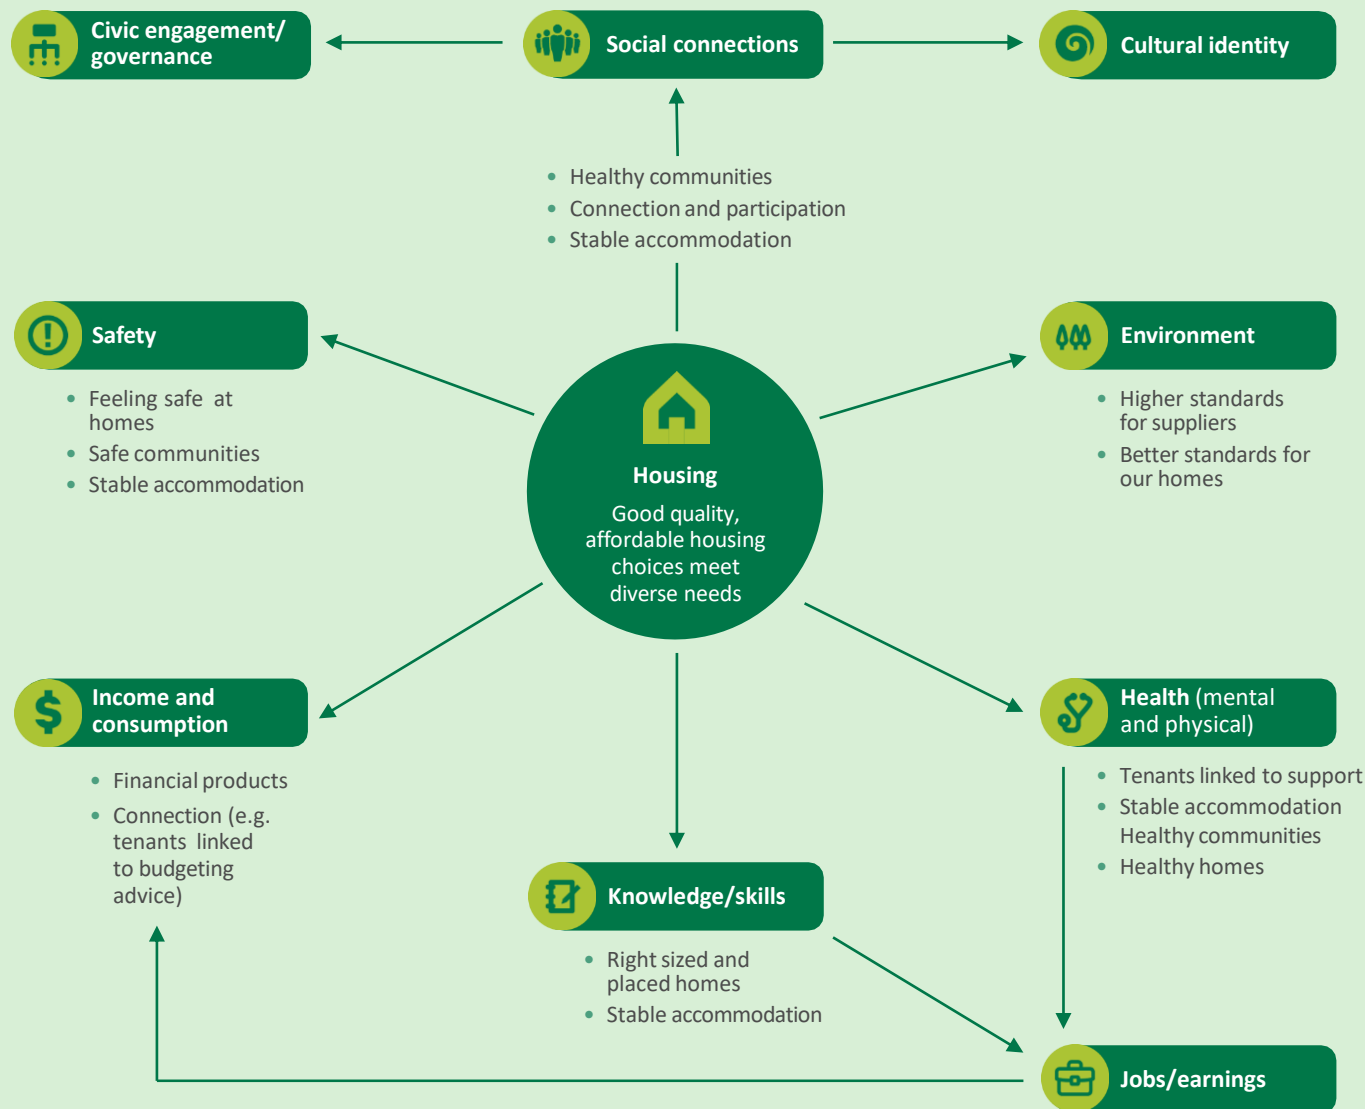 Civic engagement/
governance
Social connections
Cultural identity
• Healthy communities
• Connection and participation
• Stable accommodation
Safety
• Feeling safe at
homes
• Safe communities
• Stable accommodation
Environment
• Higher standards
for suppliers
• Better standards for
our homes
Housing
Good quality,
affordable housing
choices meet
diverse needs
Income and
consumption
• Financial products
• Connection (e.g.
tenants linked
to budgeting
advice)
Health (mental
and physical)
• Tenants linked to support
• Stable accommodation
Healthy communities
• Healthy homes
Knowledge/skills
• Right sized and
placed homes
• Stable accommodation
Jobs/earnings